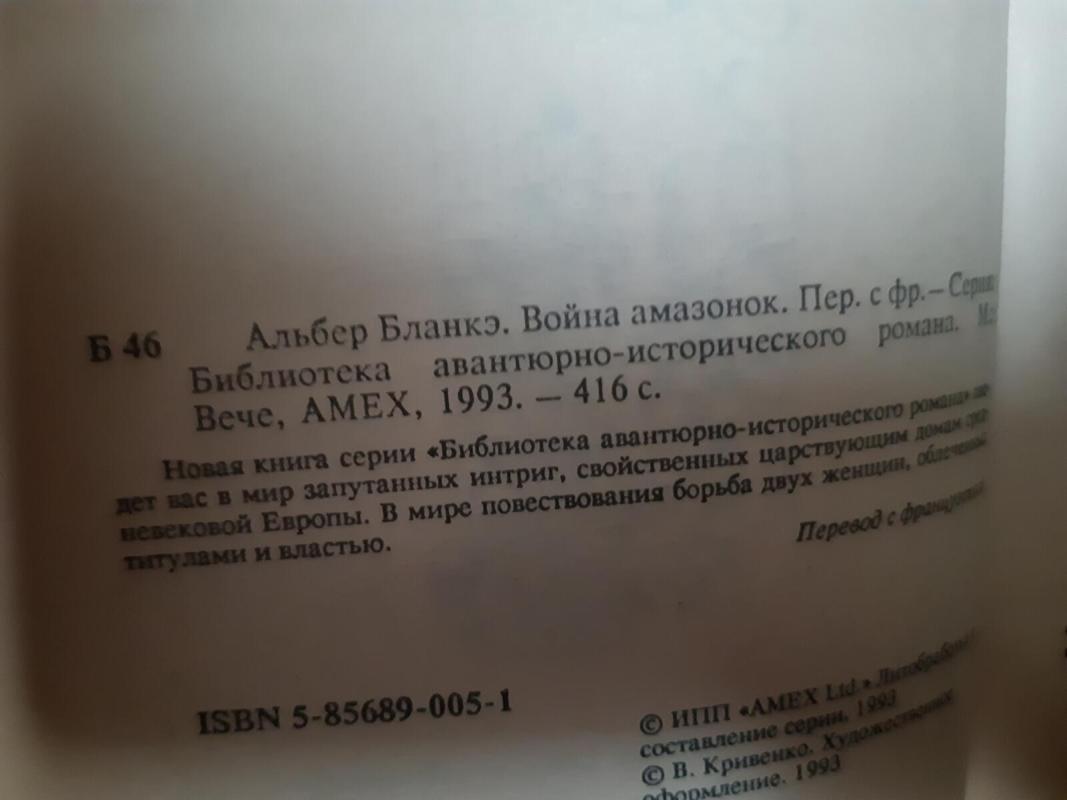 Б 46 Альбер Бланкэ. Война амазонок. Пер. с фр.– Серия
Библиотека авантюрно-исторического романа. М.:
Вече, АМЕХ, 1993. — 416 с.
Новая книга серии «Библиотека авантюрно-исторического романа»
дет вас в мир запутанных интриг, свойственных царствующим домам
невековой Европы. В мире повествования борьба двух женщин,
титулами и властью.
Перевод с
ISBN 5-85689-005-1
© ИПП «AMEX Ltd.»
составление серии. 1993
© В. Кривенко.
оформление. 1993